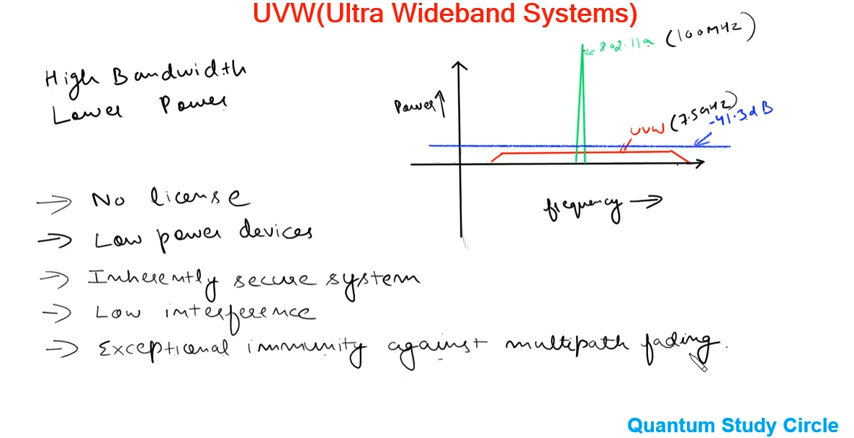 UVW(Ultra Wideband Systems)
High Bandwidth
Lower Power
Power↑
802.11a (100MHz)
UVW (7.5GHz)
-41.3dB
frequency →
→ No license
→ Low power devices
→ Inherently secure system
→ Low interference
→ Exceptional immunity against multipath fading.
Quantum Study Circle